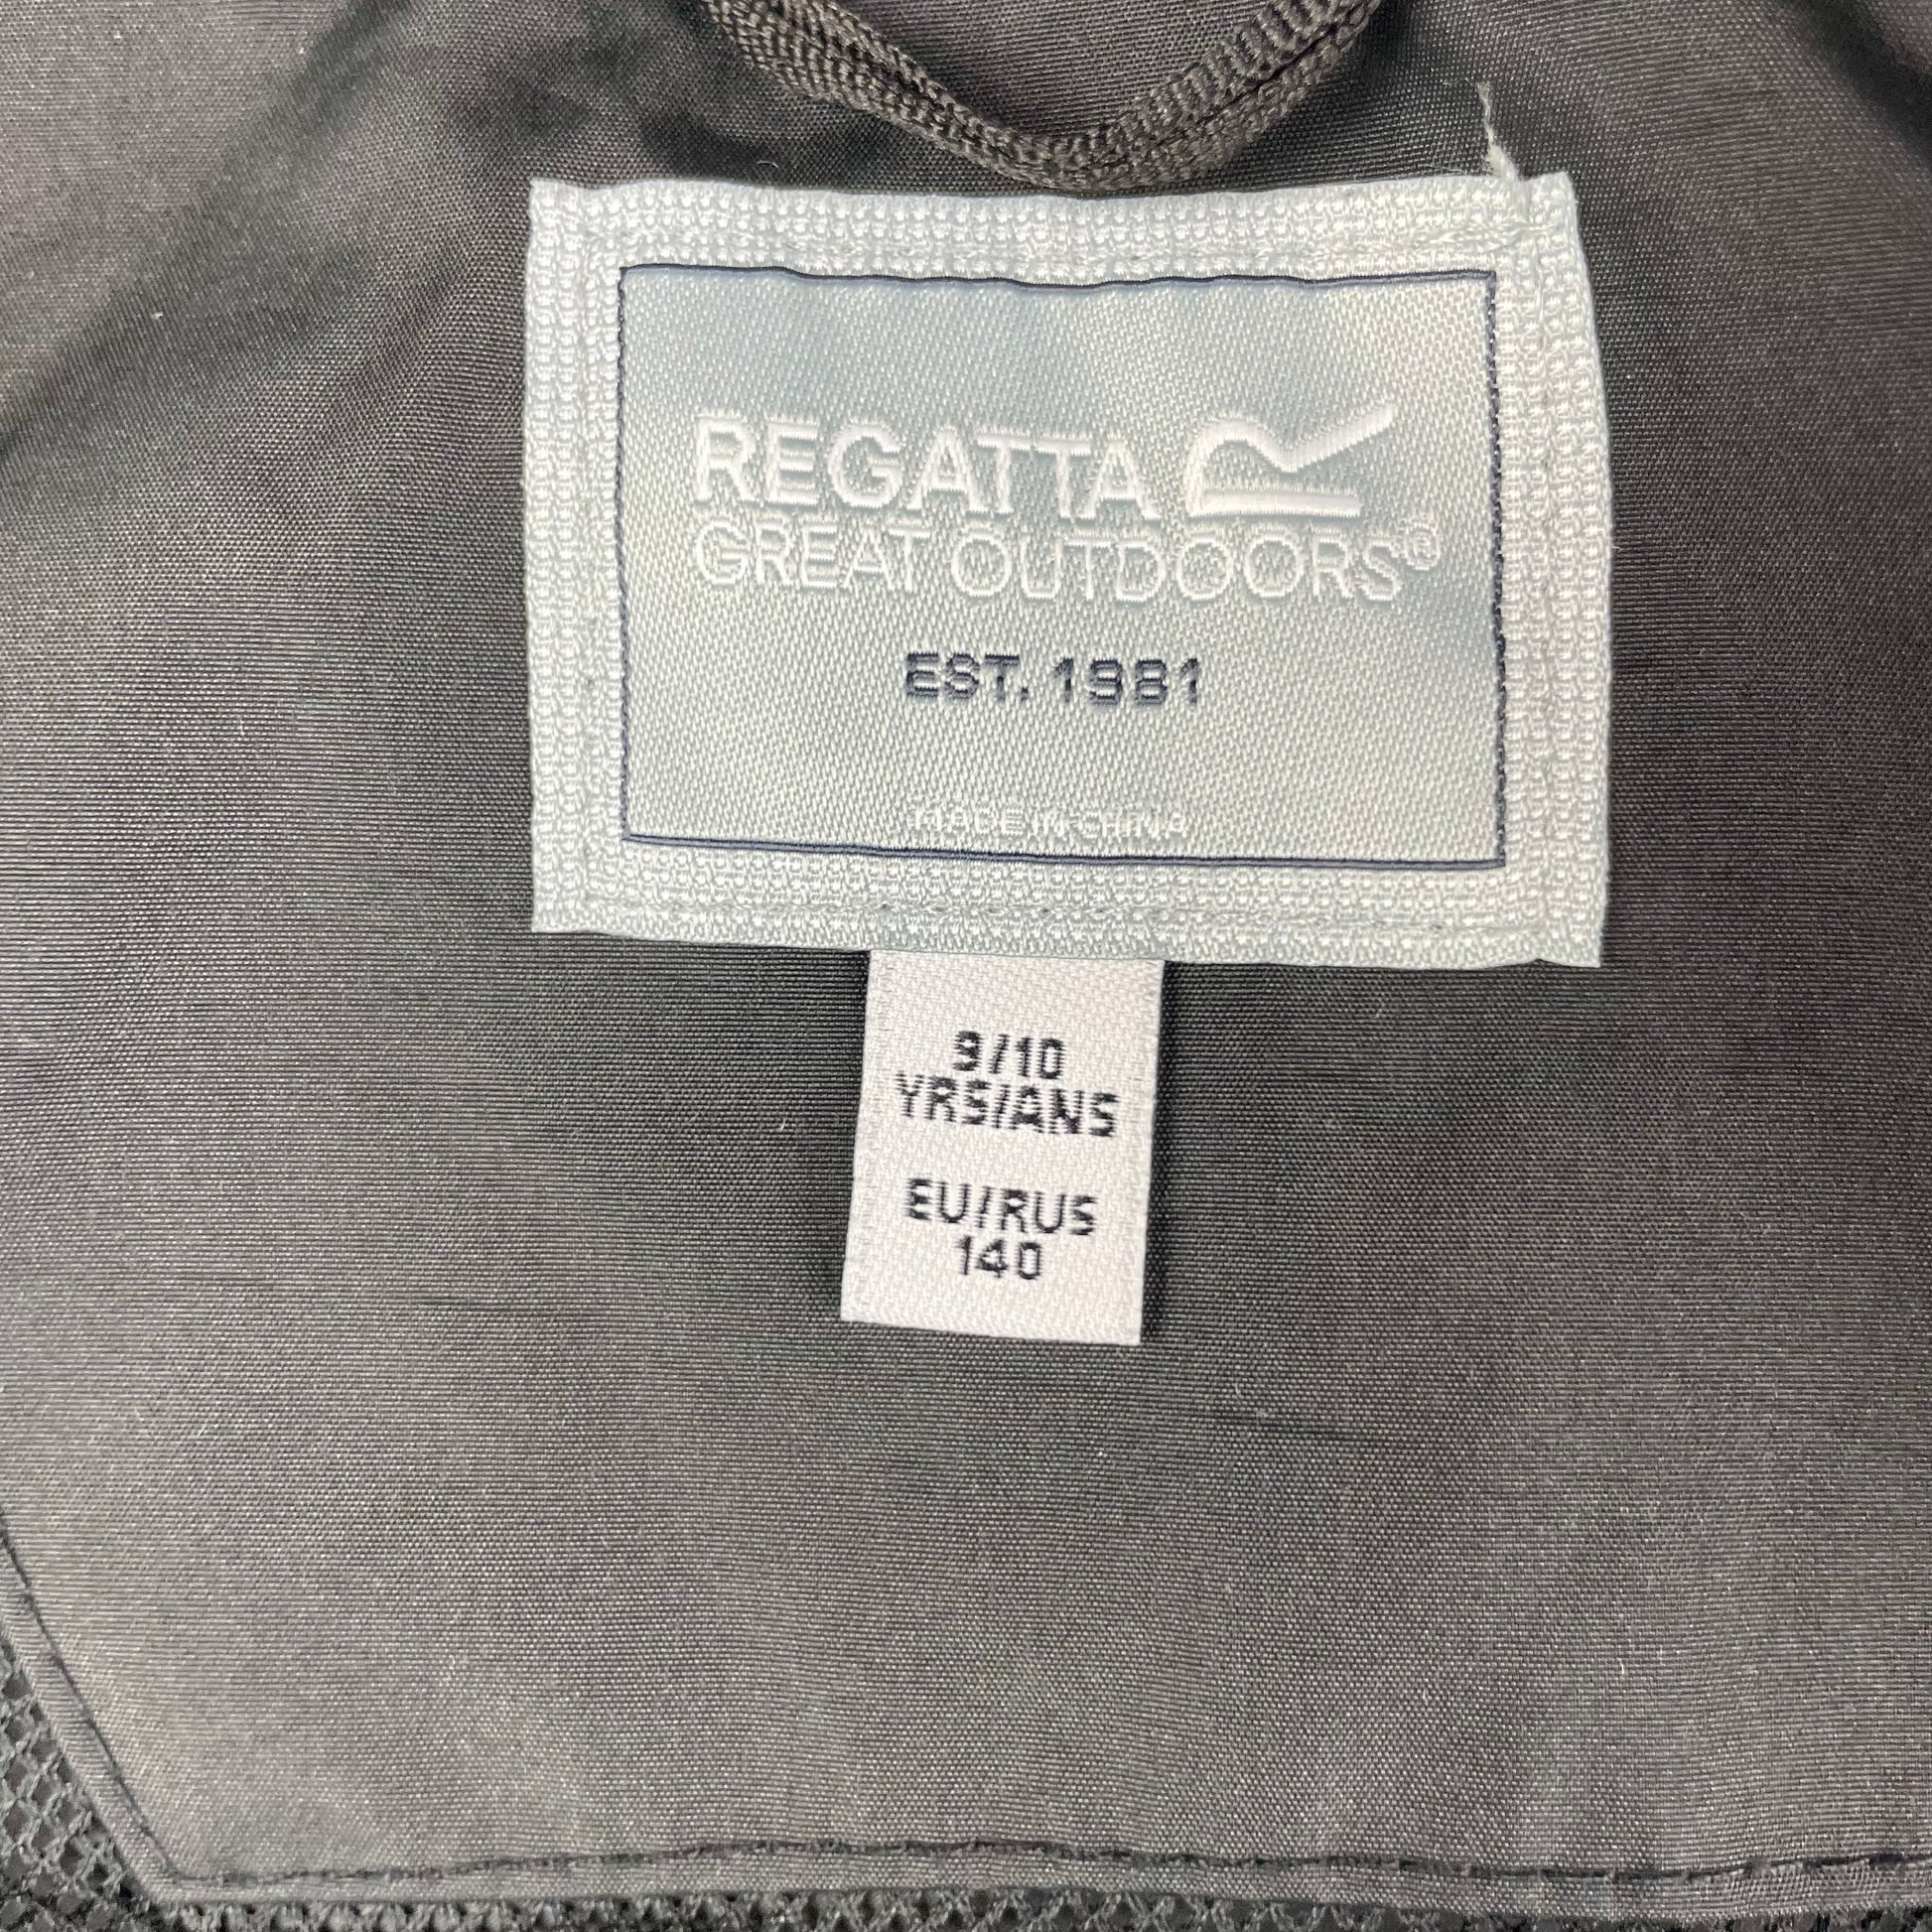 REGATTA
GREAT OUTDOORS®
EST. 1981
MADE IN CHINA
9/10
YRS/ANS
EU/RUS
140